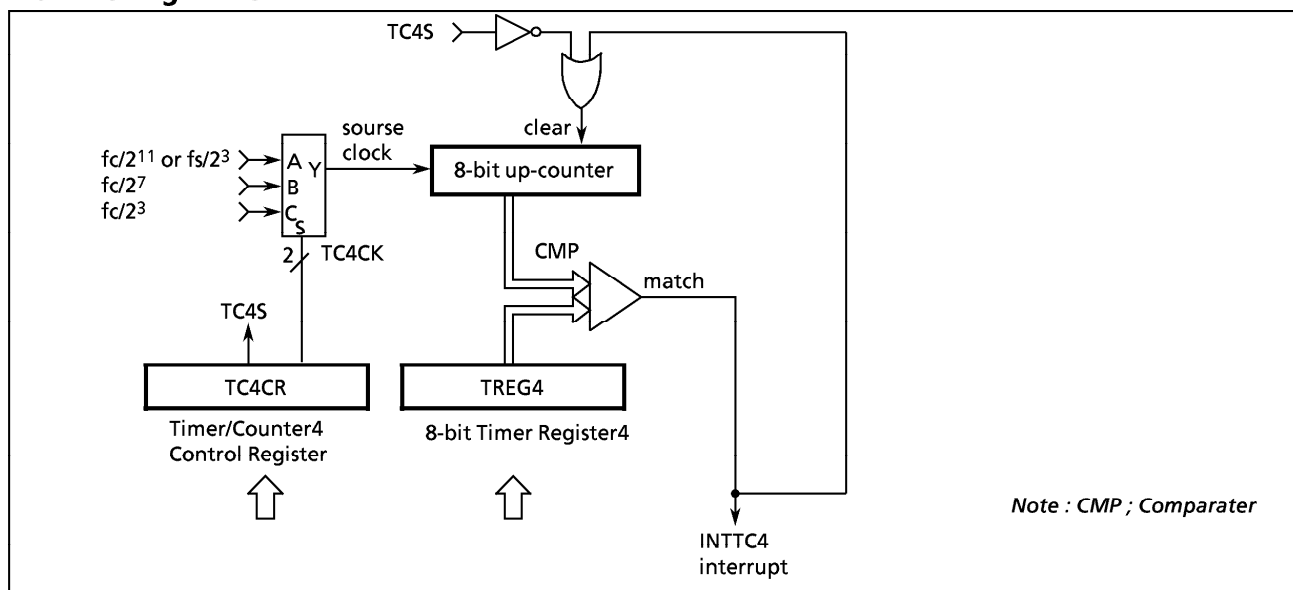 TC4S
clear
sourse
clock
fc/2¹¹ or fs/2³
fc/2⁷
fc/2³
A
Y
B
C
S
8-bit up-counter
2
TC4CK
CMP
match
TC4S
TC4CR
TREG4
Timer/Counter4
Control Register
8-bit Timer Register4
Note : CMP ; Comparater
INTTC4
interrupt